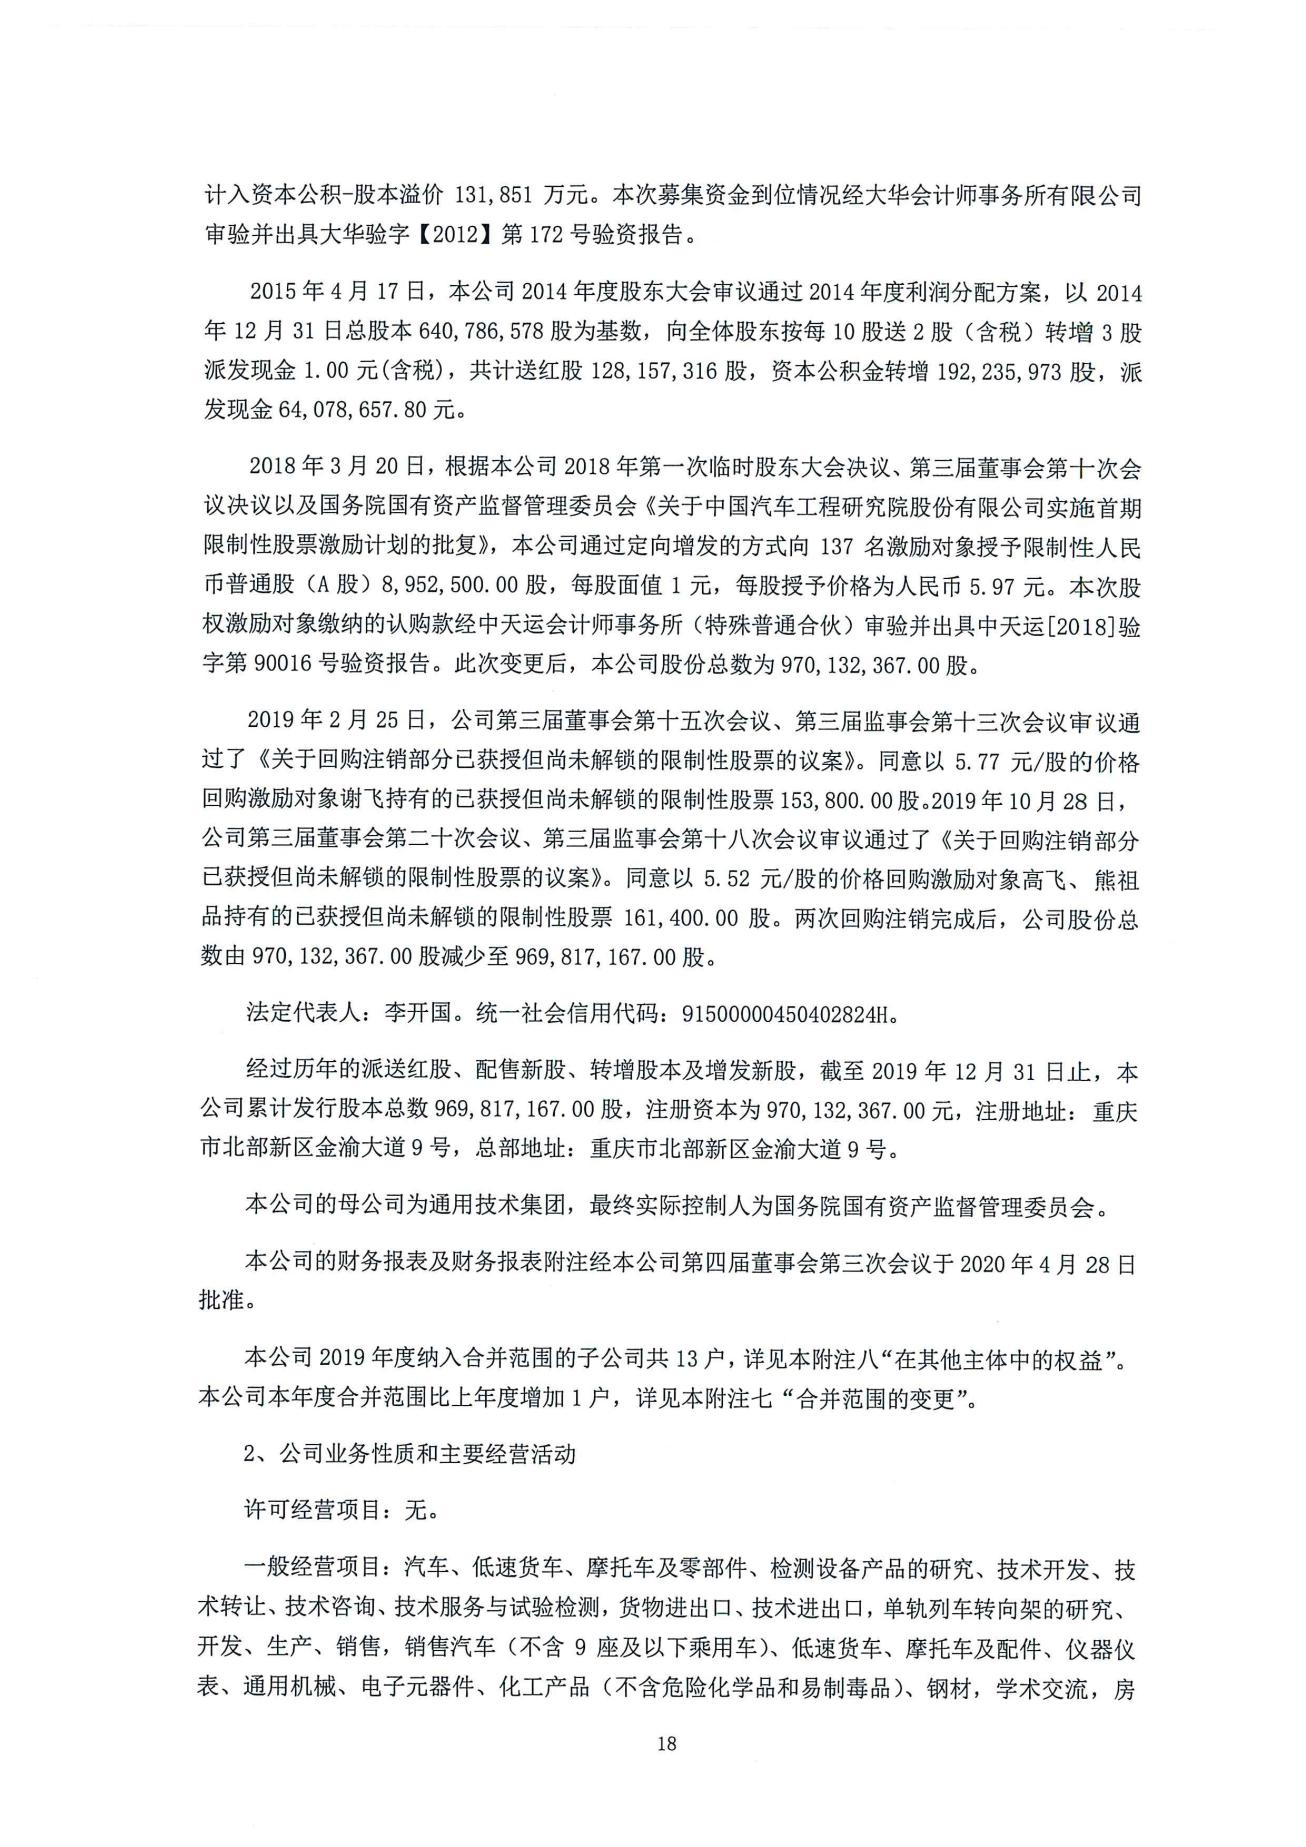 计入资本公积-股本溢价 131,851 万元。本次募集资金到位情况经大华会计师事务所有限公司
审验并出具大华验字【2012】第 172 号验资报告。
2015 年 4 月 17 日，本公司 2014 年度股东大会审议通过 2014 年度利润分配方案，以 2014
年 12 月 31 日总股本 640,786,578 股为基数，向全体股东按每 10 股送 2 股（含税）转增 3 股
派发现金 1.00 元(含税)，共计送红股 128,157,316 股，资本公积金转增 192,235,973 股，派
发现金 64,078,657.80 元。
2018 年 3 月 20 日，根据本公司 2018 年第一次临时股东大会决议、第三届董事会第十次会
议决议以及国务院国有资产监督管理委员会《关于中国汽车工程研究院股份有限公司实施首期
限制性股票激励计划的批复》，本公司通过定向增发的方式向 137 名激励对象授予限制性人民
币普通股（A 股）8,952,500.00 股，每股面值 1 元，每股授予价格为人民币 5.97 元。本次股
权激励对象缴纳的认购款经中天运会计师事务所（特殊普通合伙）审验并出具中天运[2018]验
字第 90016 号验资报告。此次变更后，本公司股份总数为 970,132,367.00 股。
2019 年 2 月 25 日，公司第三届董事会第十五次会议、第三届监事会第十三次会议审议通
过了《关于回购注销部分已获授但尚未解锁的限制性股票的议案》。同意以 5.77 元/股的价格
回购激励对象谢飞持有的已获授但尚未解锁的限制性股票 153,800.00 股。2019 年 10 月 28 日，
公司第三届董事会第二十次会议、第三届监事会第十八次会议审议通过了《关于回购注销部分
已获授但尚未解锁的限制性股票的议案》。同意以 5.52 元/股的价格回购激励对象高飞、熊祖
品持有的已获授但尚未解锁的限制性股票 161,400.00 股。两次回购注销完成后，公司股份总
数由 970,132,367.00 股减少至 969,817,167.00 股。
法定代表人：李开国。统一社会信用代码：91500000450402824H。
经过历年的派送红股、配售新股、转增股本及增发新股，截至 2019 年 12 月 31 日止，本
公司累计发行股本总数 969,817,167.00 股，注册资本为 970,132,367.00 元，注册地址：重庆
市北部新区金渝大道 9 号，总部地址：重庆市北部新区金渝大道 9 号。
本公司的母公司为通用技术集团，最终实际控制人为国务院国有资产监督管理委员会。
本公司的财务报表及财务报表附注经本公司第四届董事会第三次会议于 2020 年 4 月 28 日
批准。
本公司 2019 年度纳入合并范围的子公司共 13 户，详见本附注八“在其他主体中的权益”。
本公司本年度合并范围比上年度增加 1 户，详见本附注七“合并范围的变更”。
2、公司业务性质和主要经营活动
许可经营项目：无。
一般经营项目：汽车、低速货车、摩托车及零部件、检测设备产品的研究、技术开发、技
术转让、技术咨询、技术服务与试验检测，货物进出口、技术进出口，单轨列车转向架的研究、
开发、生产、销售，销售汽车（不含 9 座及以下乘用车）、低速货车、摩托车及配件、仪器仪
表、通用机械、电子元器件、化工产品（不含危险化学品和易制毒品）、钢材，学术交流，房
18